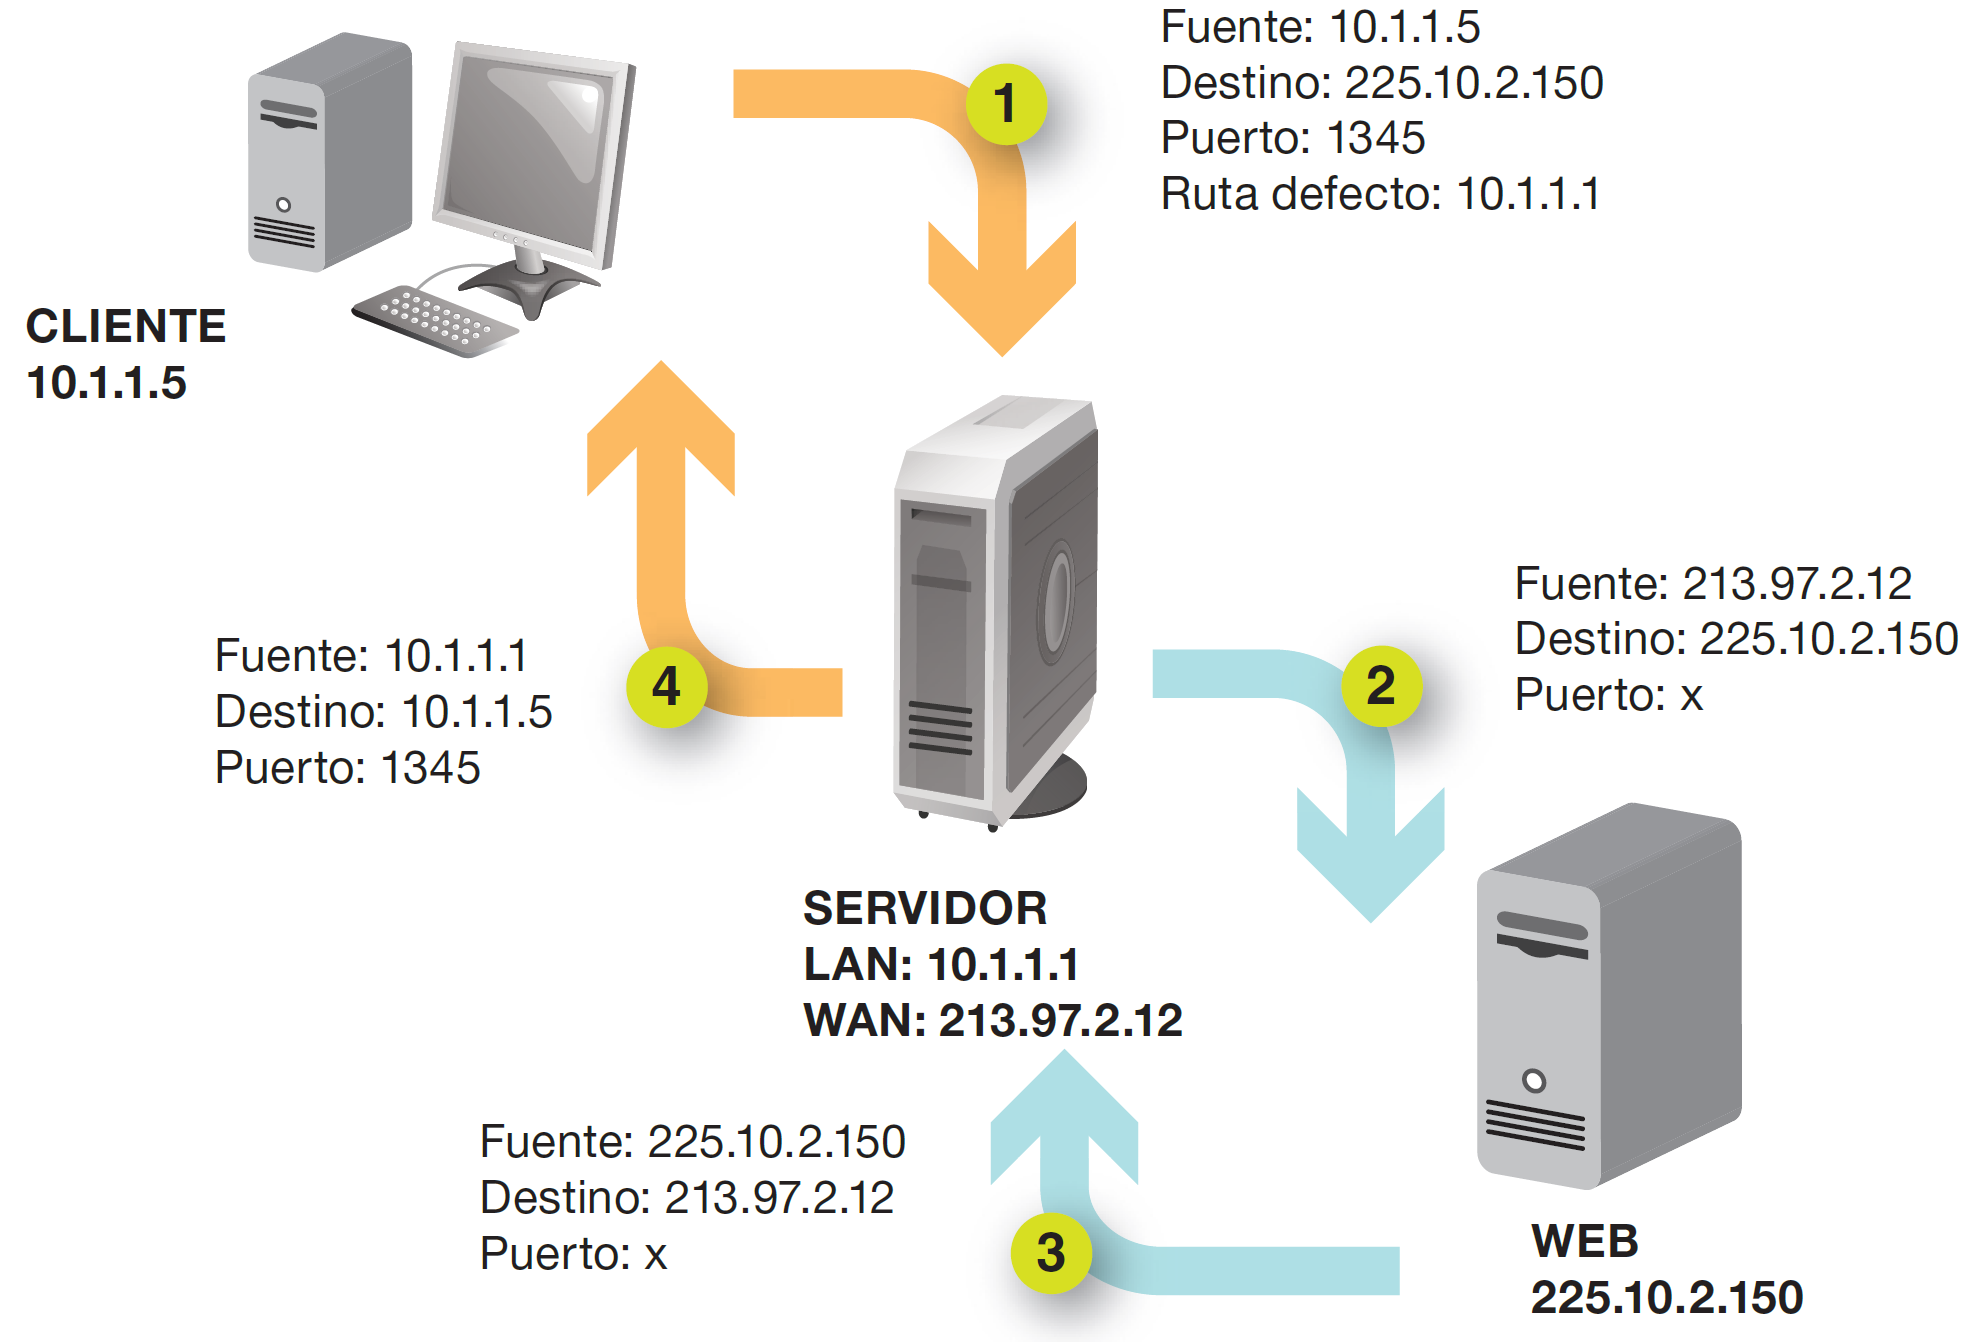 1
Fuente: 10.1.1.5
Destino: 225.10.2.150
Puerto: 1345
Ruta defecto: 10.1.1.1
CLIENTE
10.1.1.5
2
Fuente: 213.97.2.12
Destino: 225.10.2.150
Puerto: x
4
Fuente: 10.1.1.1
Destino: 10.1.1.5
Puerto: 1345
SERVIDOR
LAN: 10.1.1.1
WAN: 213.97.2.12
3
Fuente: 225.10.2.150
Destino: 213.97.2.12
Puerto: x
WEB
225.10.2.150